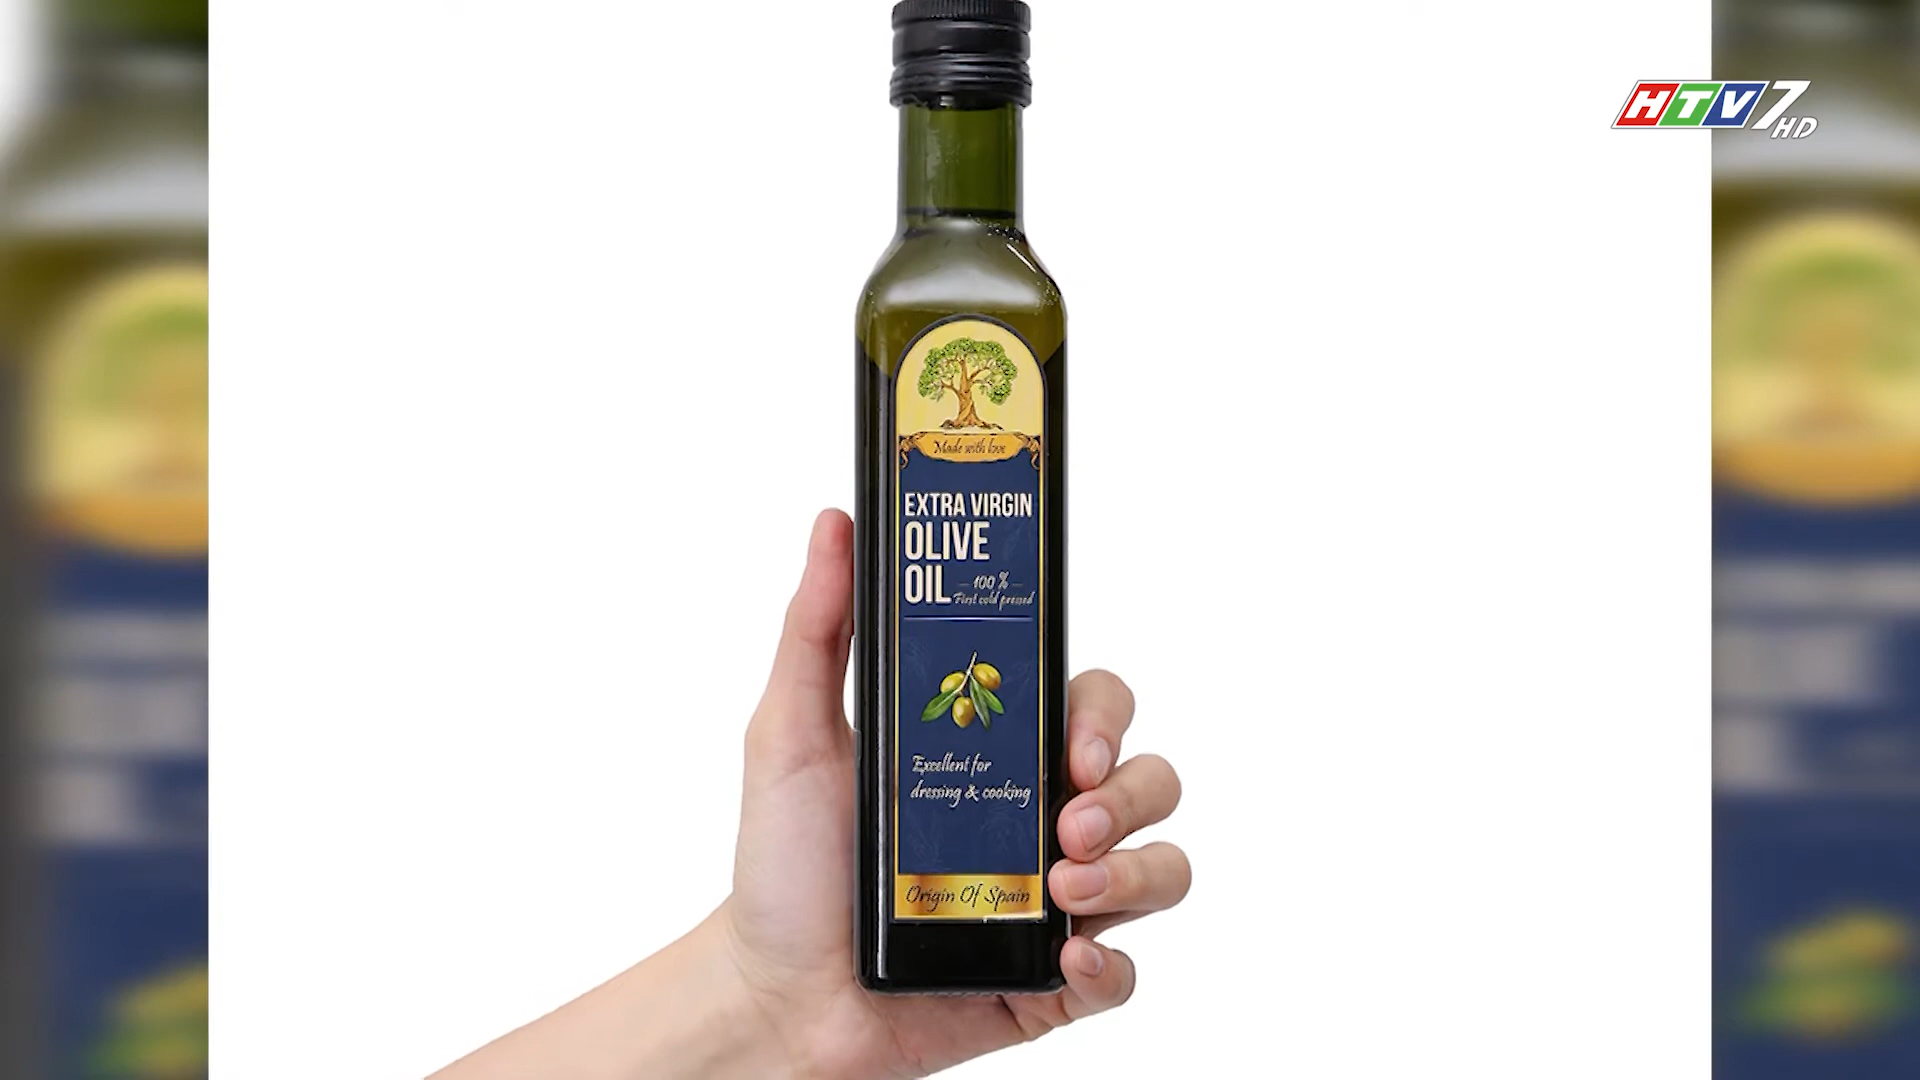 HTV7
HD
Made with love
EXTRA VIRGIN
OLIVE
OIL
100 %
First cold pressed
Excellent for
dressing & cooking
Origin Of Spain